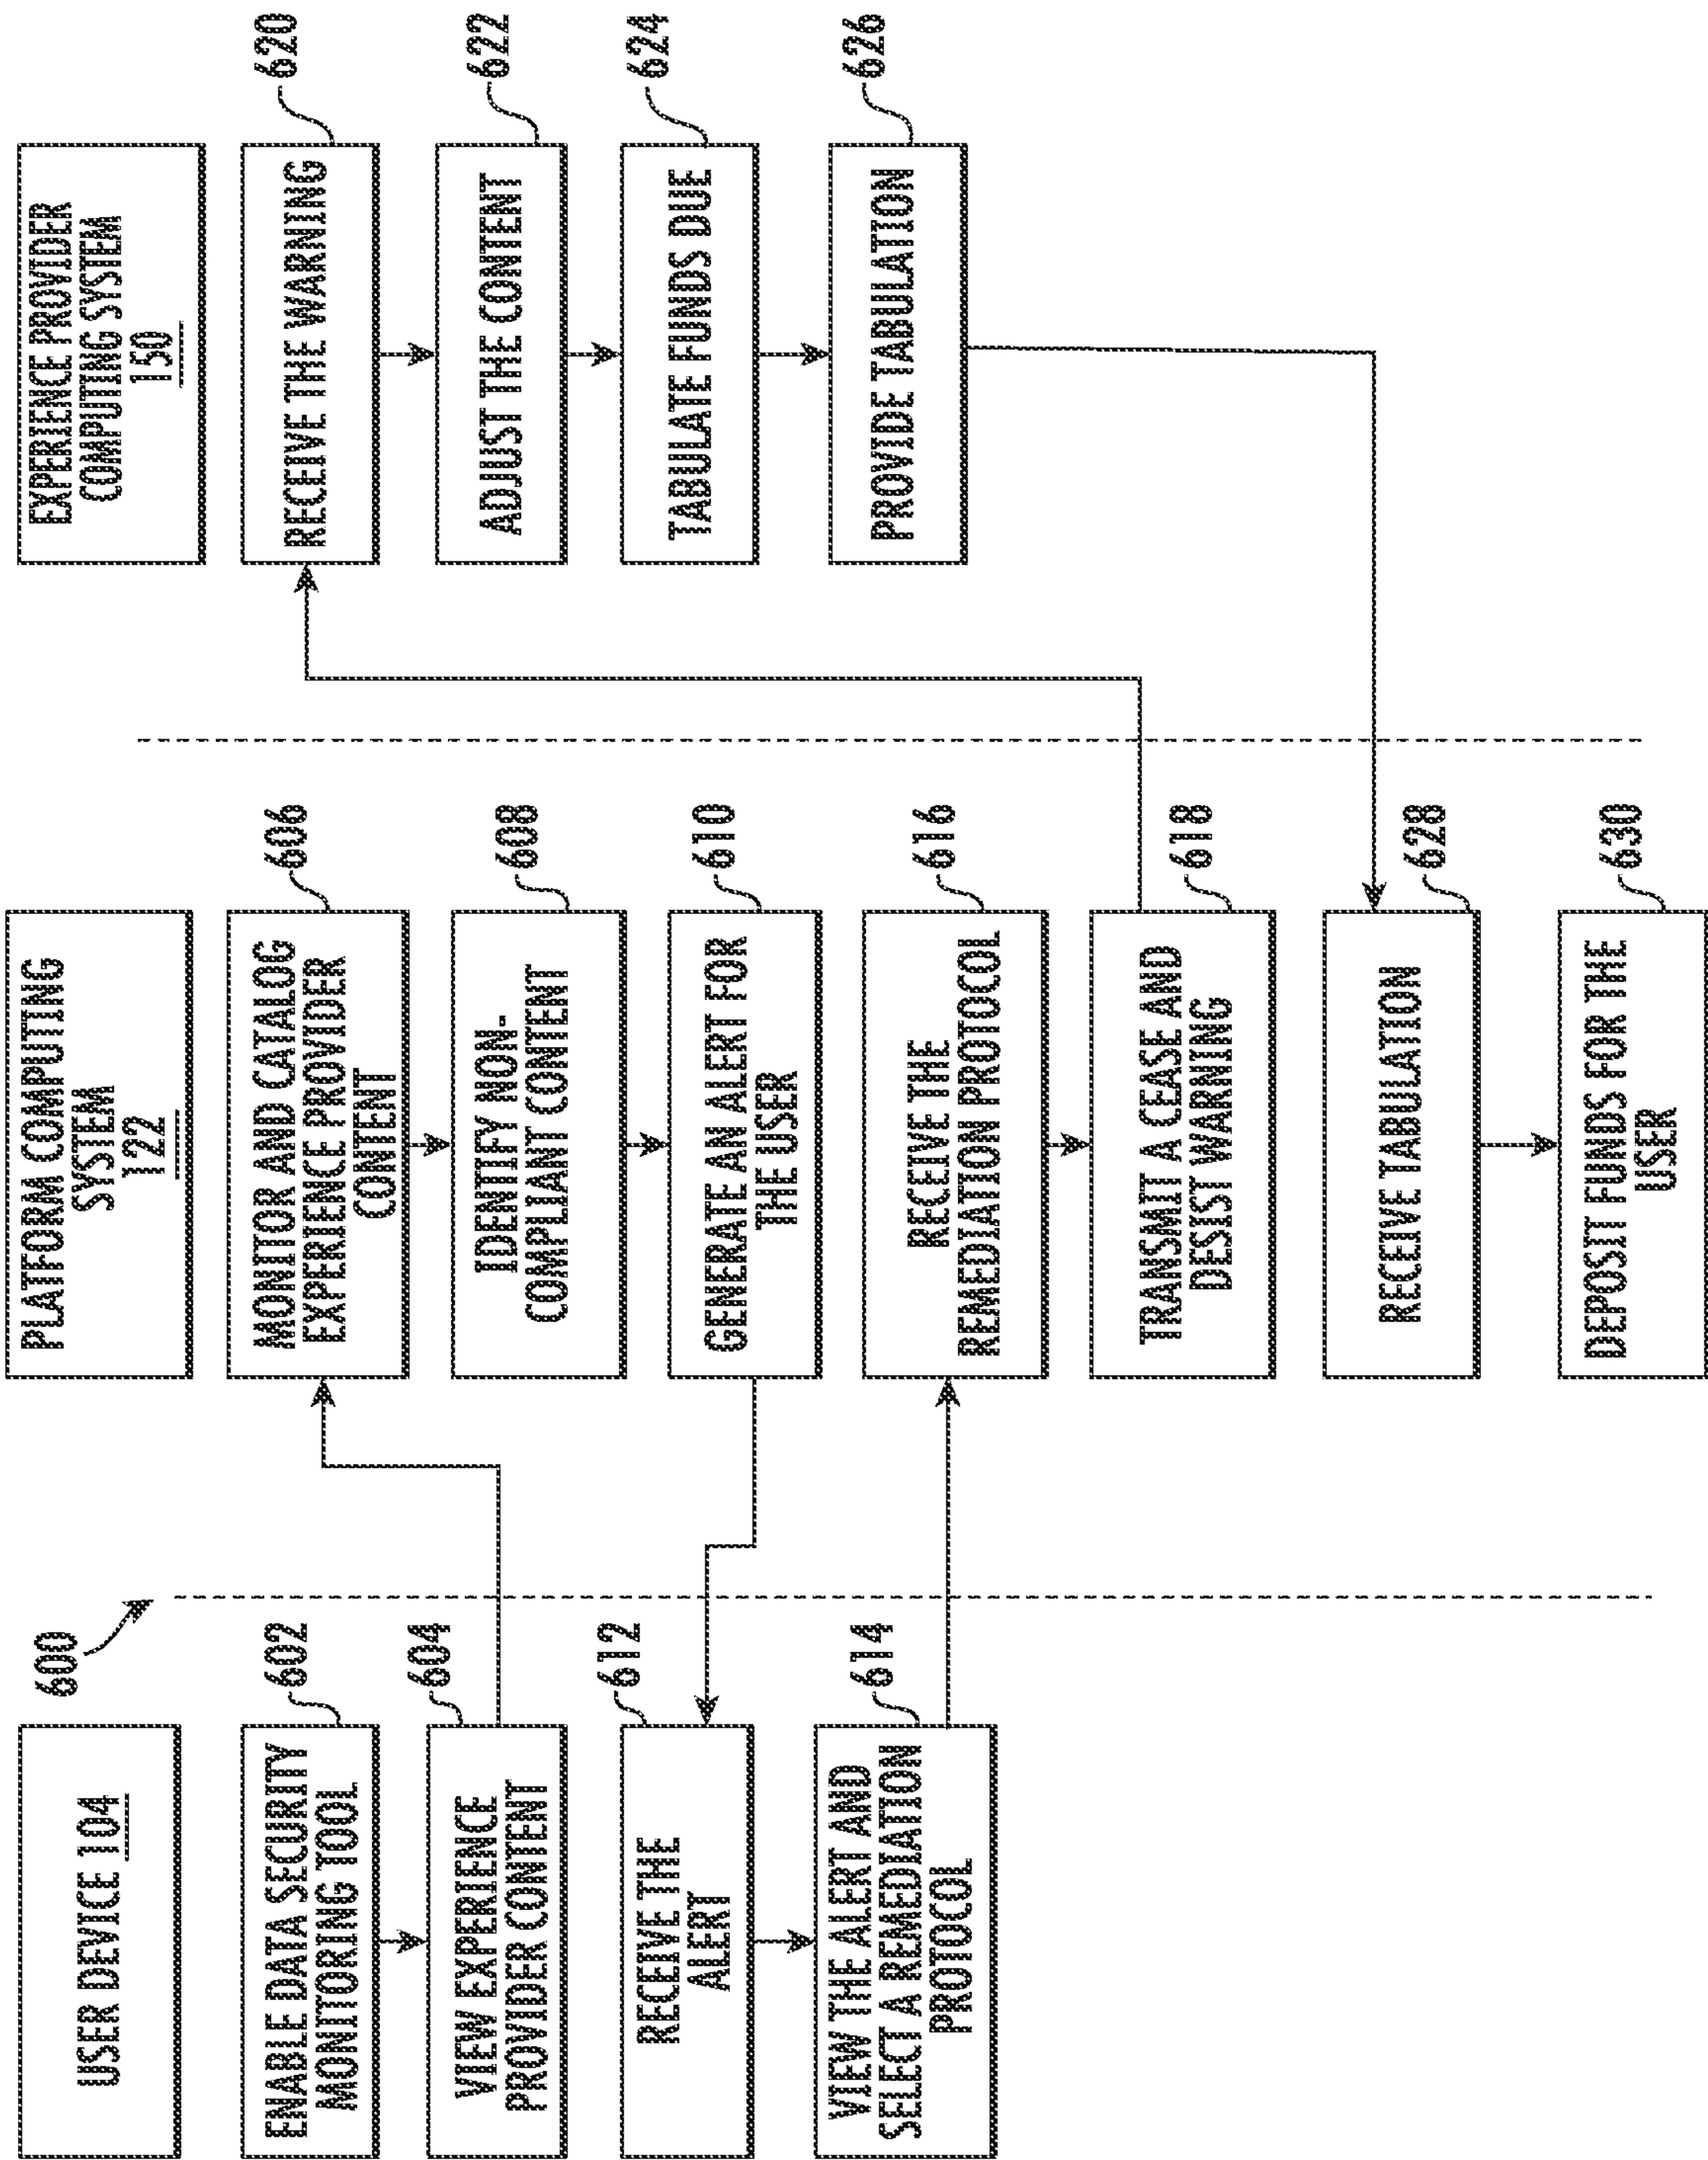 600
USER DEVICE 104
ENABLE DATA SECURITY
MONITORING TOOL
602
VIEW EXPERIENCE
PROVIDER CONTENT
604
RECEIVE THE
ALERT
612
VIEW THE ALERT AND
SELECT A REMEDIATION
PROTOCOL
614
PLATFORM COMPUTING
SYSTEM
122
MONITOR AND CATALOG
EXPERIENCE PROVIDER
CONTENT
606
IDENTIFY NON-
COMPLIANT CONTENT
608
GENERATE AN ALERT FOR
THE USER
610
RECEIVE THE
REMEDIATION PROTOCOL
616
TRANSMIT A CEASE AND
DESIST WARNING
618
RECEIVE TABULATION
628
DEPOSIT FUNDS FOR THE
USER
630
EXPERIENCE PROVIDER
COMPUTING SYSTEM
150
RECEIVE THE WARNING
620
ADJUST THE CONTENT
622
TABULATE FUNDS DUE
624
PROVIDE TABULATION
626